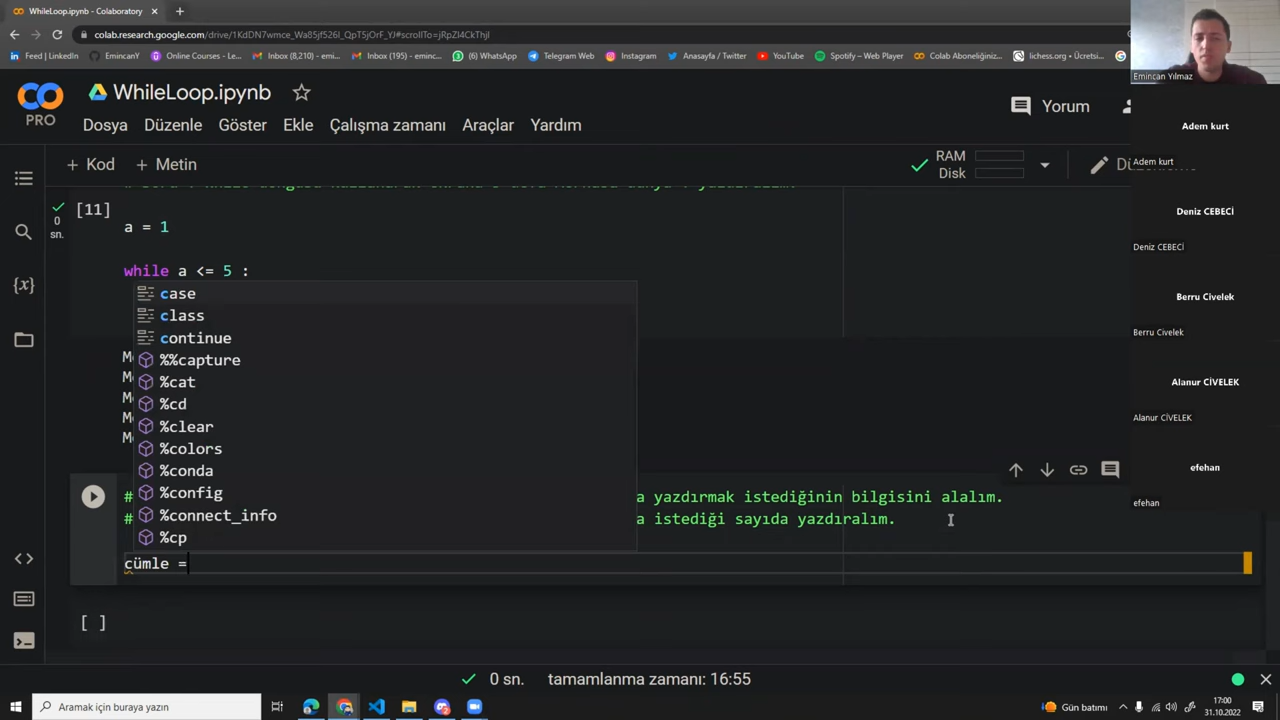 WhileLoop.ipynb - Colaboratory
colab.research.google.com/drive/1KdDN7wmce_Wa85jf526I_QpT5jOrF_YJ#scrollTo=jRpZl4CkThjI
Feed | LinkedIn
EmincanY
Online Courses - Le...
Inbox (8,210) - emi...
Inbox (195) - eminc...
(3) WhatsApp
Telegram Web
Instagram
Anasayfa / Twitter
YouTube
Spotify – Web Player
Colab Aboneliğiniz...
lichess.org • Ücretsi...
Emincan Yılmaz
CO PRO
WhileLoop.ipynb
Yorum
Dosya Düzenle Göster Ekle Çalışma zamanı Araçlar Yardım
Adem kurt
Adem kurt
+ Kod + Metin
RAM
Disk
Deniz CEBECİ
Deniz CEBECİ
[11]
0
sn.
a = 1
while a <= 5 :
case
class
continue
%%capture
%cat
%cd
%clear
%colors
%conda
%config
%connect_info
%cp
Berru Civelek
Berru Civelek
Alanur CİVELEK
Alanur CİVELEK
efehan
efehan
# a yazdırmak istediğinin bilgisini alalım.
# a istediği sayıda yazdıralım.
cümle =
[ ]
0 sn. tamamlanma zamanı: 16:55
Aramak için buraya yazın
Gün batımı
17:00
31.10.2022